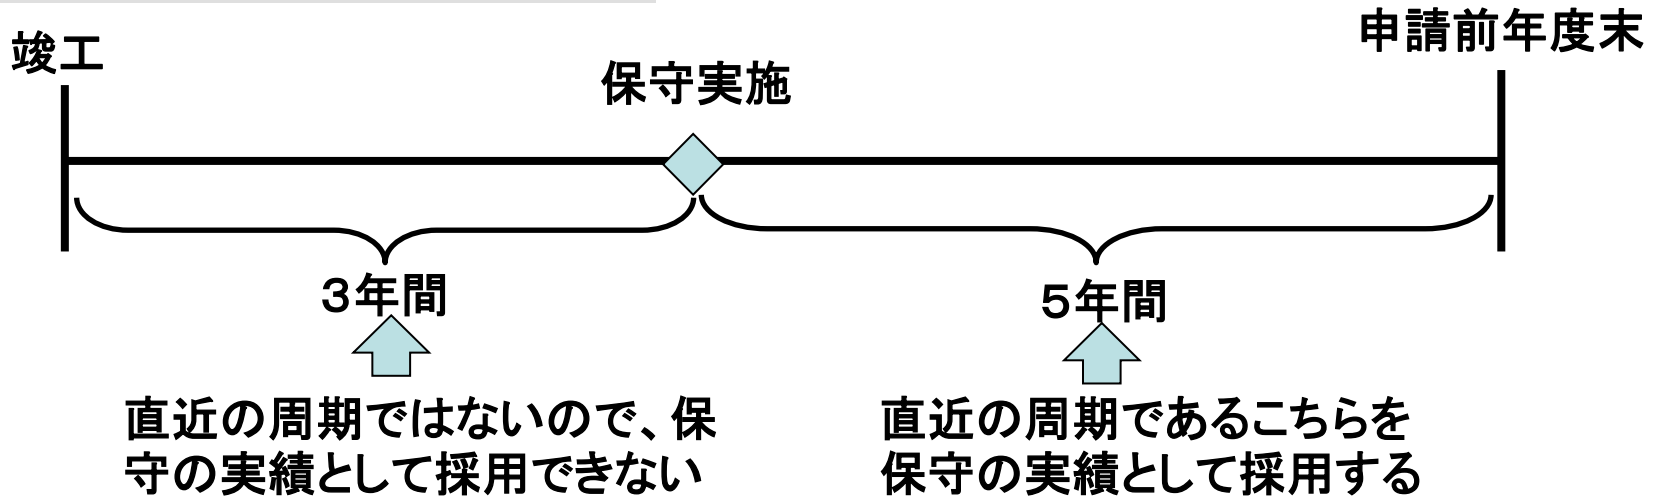 竣工
保守実施
申請前年度末
３年間
５年間
直近の周期ではないので、保
守の実績として採用できない
直近の周期であるこちらを
保守の実績として採用する